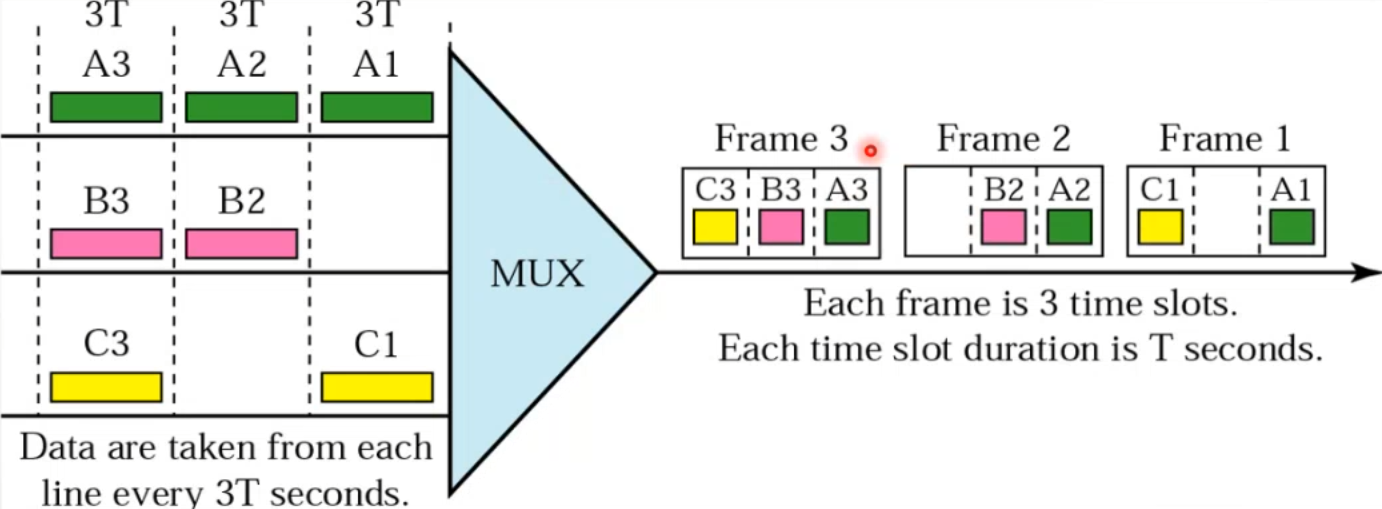 3T 3T 3T
A3 A2 A1
B3 B2
C3 C1
Data are taken from each
line every 3T seconds.
MUX
Frame 3 Frame 2 Frame 1
C3 B3 A3 B2 A2 C1 A1
Each frame is 3 time slots.
Each time slot duration is T seconds.